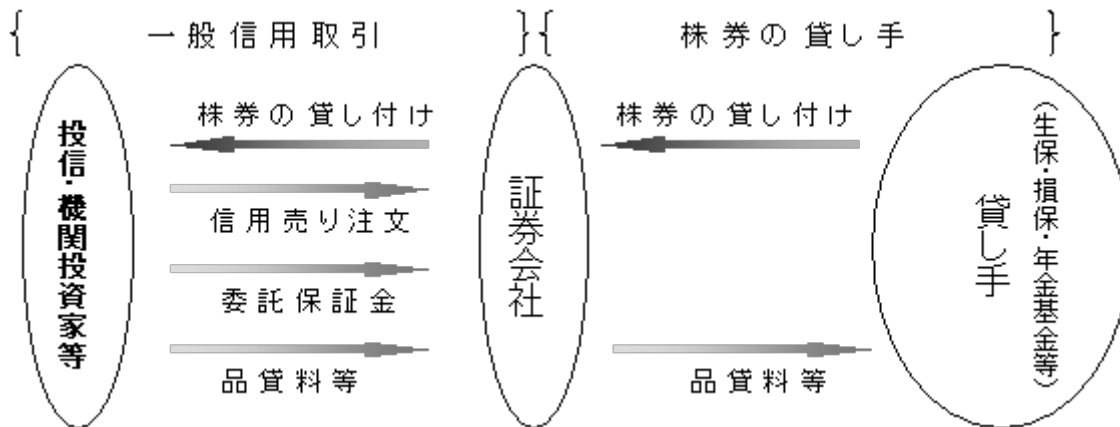 { 一般信用取引 }{ 株券の貸し手 }
投信・機関投資家等
株券の貸し付け
信用売り注文
委託保証金
品貸料等
証券会社
株券の貸し付け
品貸料等
貸し手
(生保・損保・年金基金等)